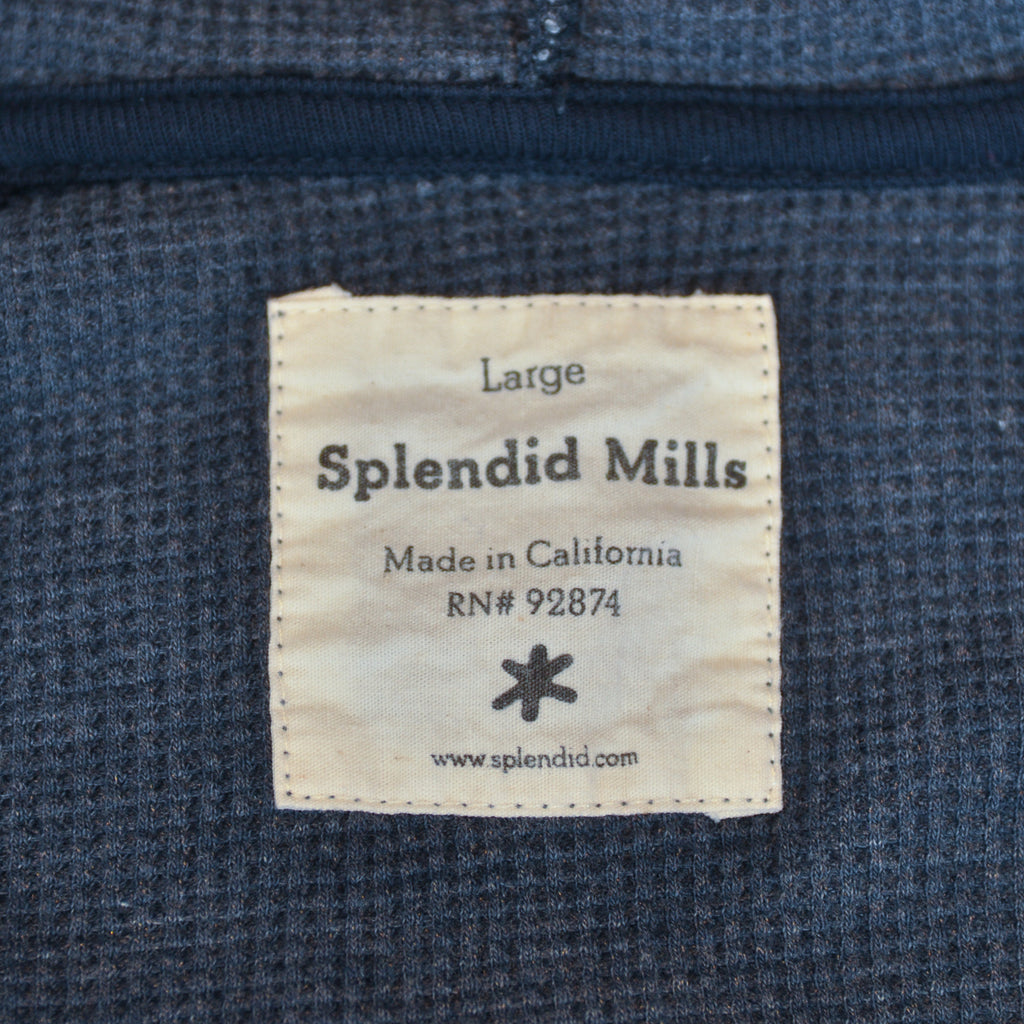 Large
Splendid Mills
Made in California
RN# 92874
www.splendid.com